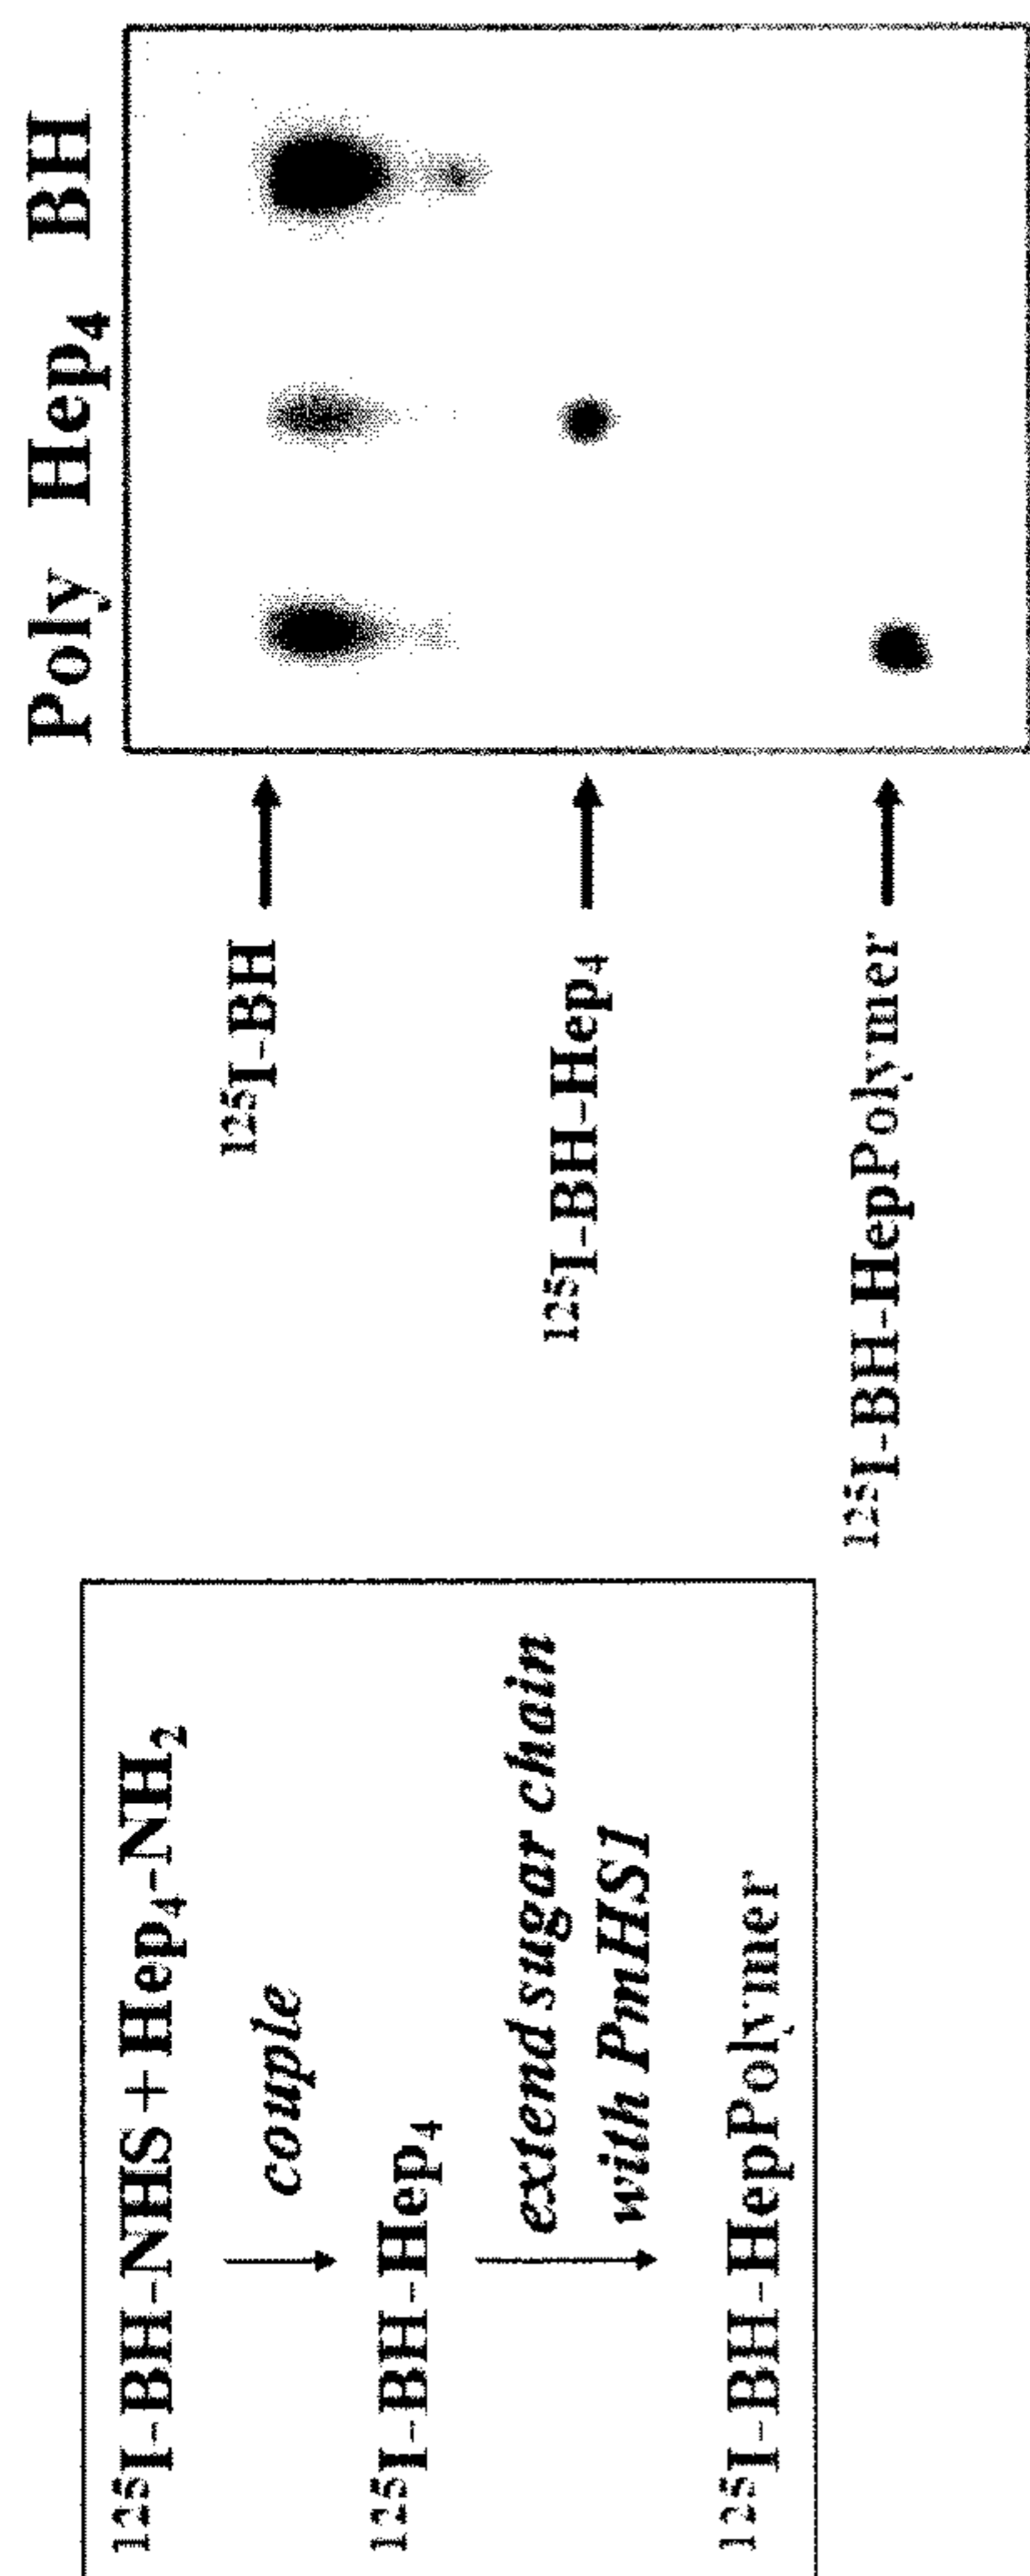 ¹²⁵I-BH-NHS + Hep₄-NH₂
couple
¹²⁵I-BH-Hep₄
extend sugar chain
with PmHS1
¹²⁵I-BH-HepPolymer
Poly Hep₄ BH
¹²⁵I-BH
¹²⁵I-BH-Hep₄
¹²⁵I-BH-HepPolymer